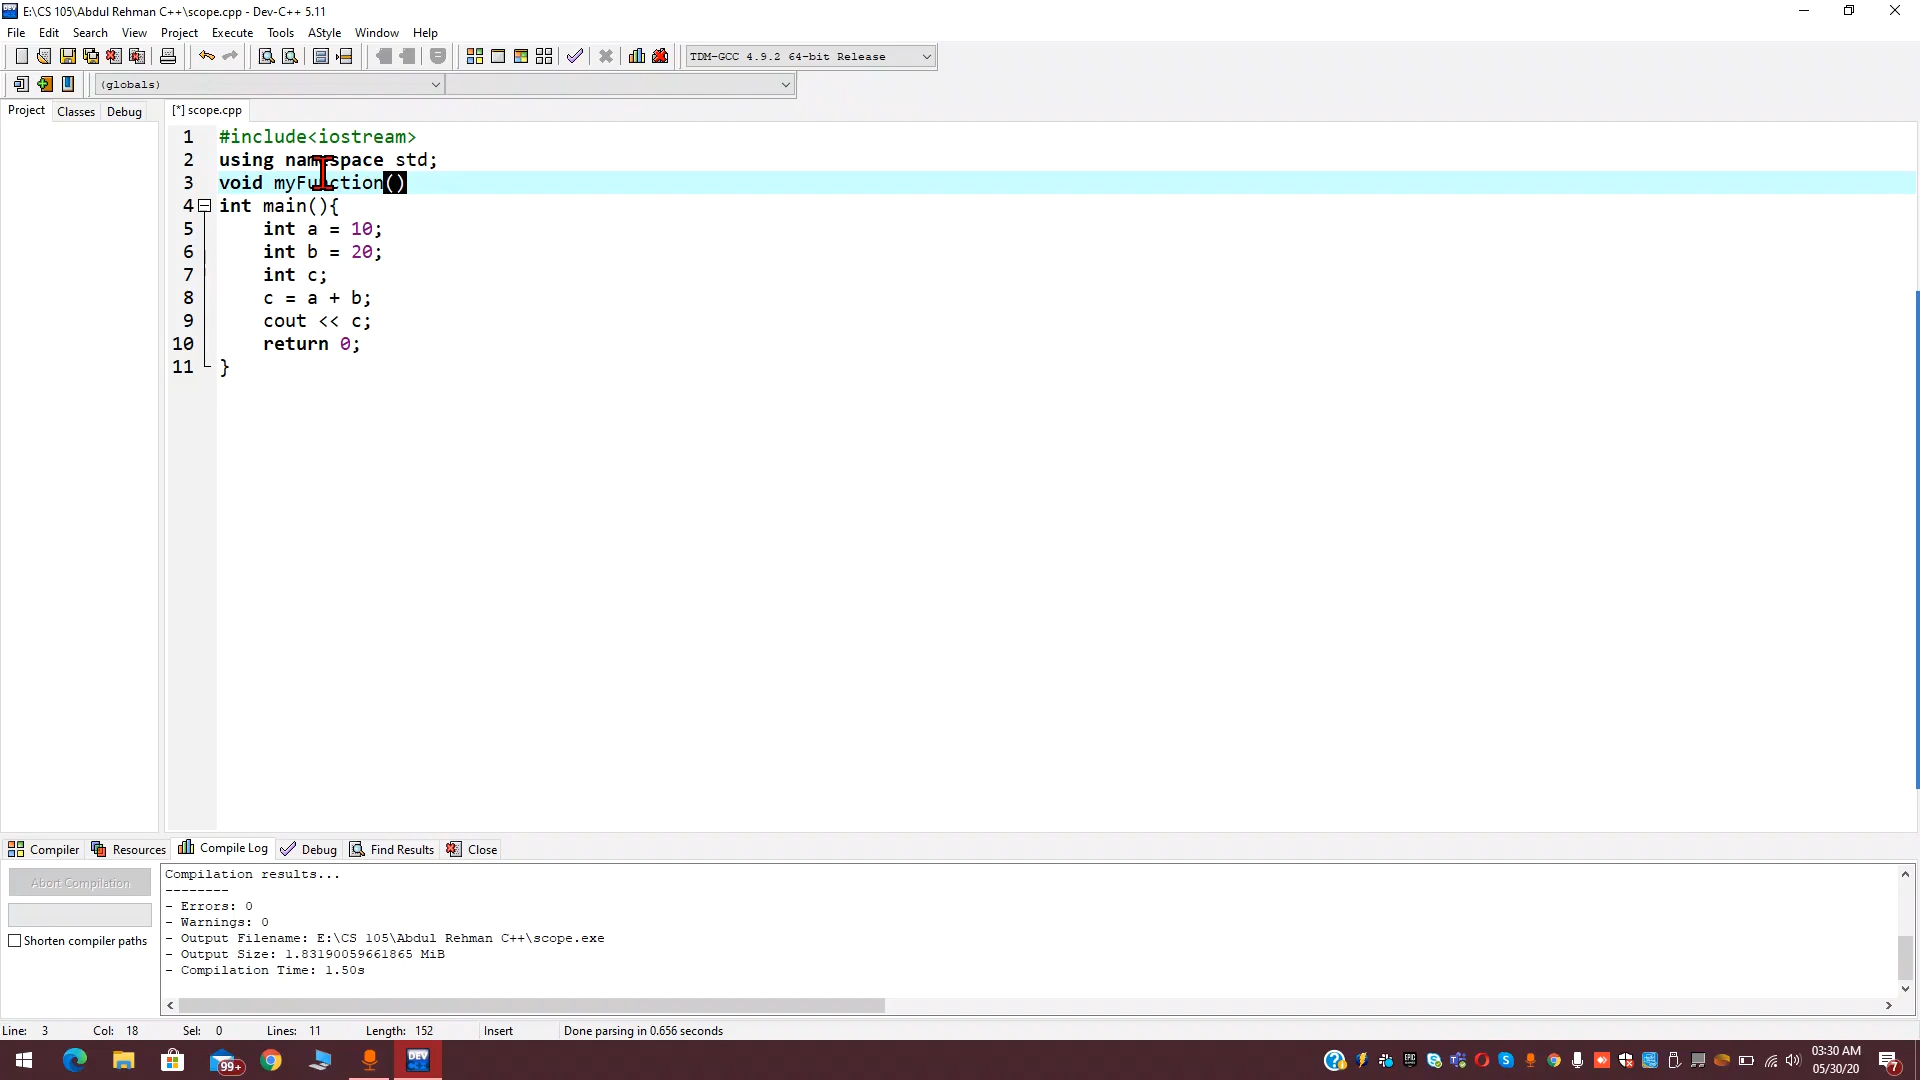 E:\CS 105\Abdul Rehman C++\scope.cpp - Dev-C++ 5.11
File Edit Search View Project Execute Tools AStyle Window Help
TDM-GCC 4.9.2 64-bit Release
(globals)
Project Classes Debug [*] scope.cpp
1 #include<iostream>
2 using namespace std;
3 void myFunction()
4 int main(){
5 int a = 10;
6 int b = 20;
7 int c;
8 c = a + b;
9 cout << c;
10 return 0;
11 }
Compiler Resources Compile Log Debug Find Results Close
Abort Compilation
Shorten compiler paths
Compilation results...
--------
- Errors: 0
- Warnings: 0
- Output Filename: E:\CS 105\Abdul Rehman C++\scope.exe
- Output Size: 1.83190059661865 MiB
- Compilation Time: 1.50s
Line: 3 Col: 18 Sel: 0 Lines: 11 Length: 152 Insert Done parsing in 0.656 seconds
99+
DEV
EPIC
03:30 AM
05/30/20
7